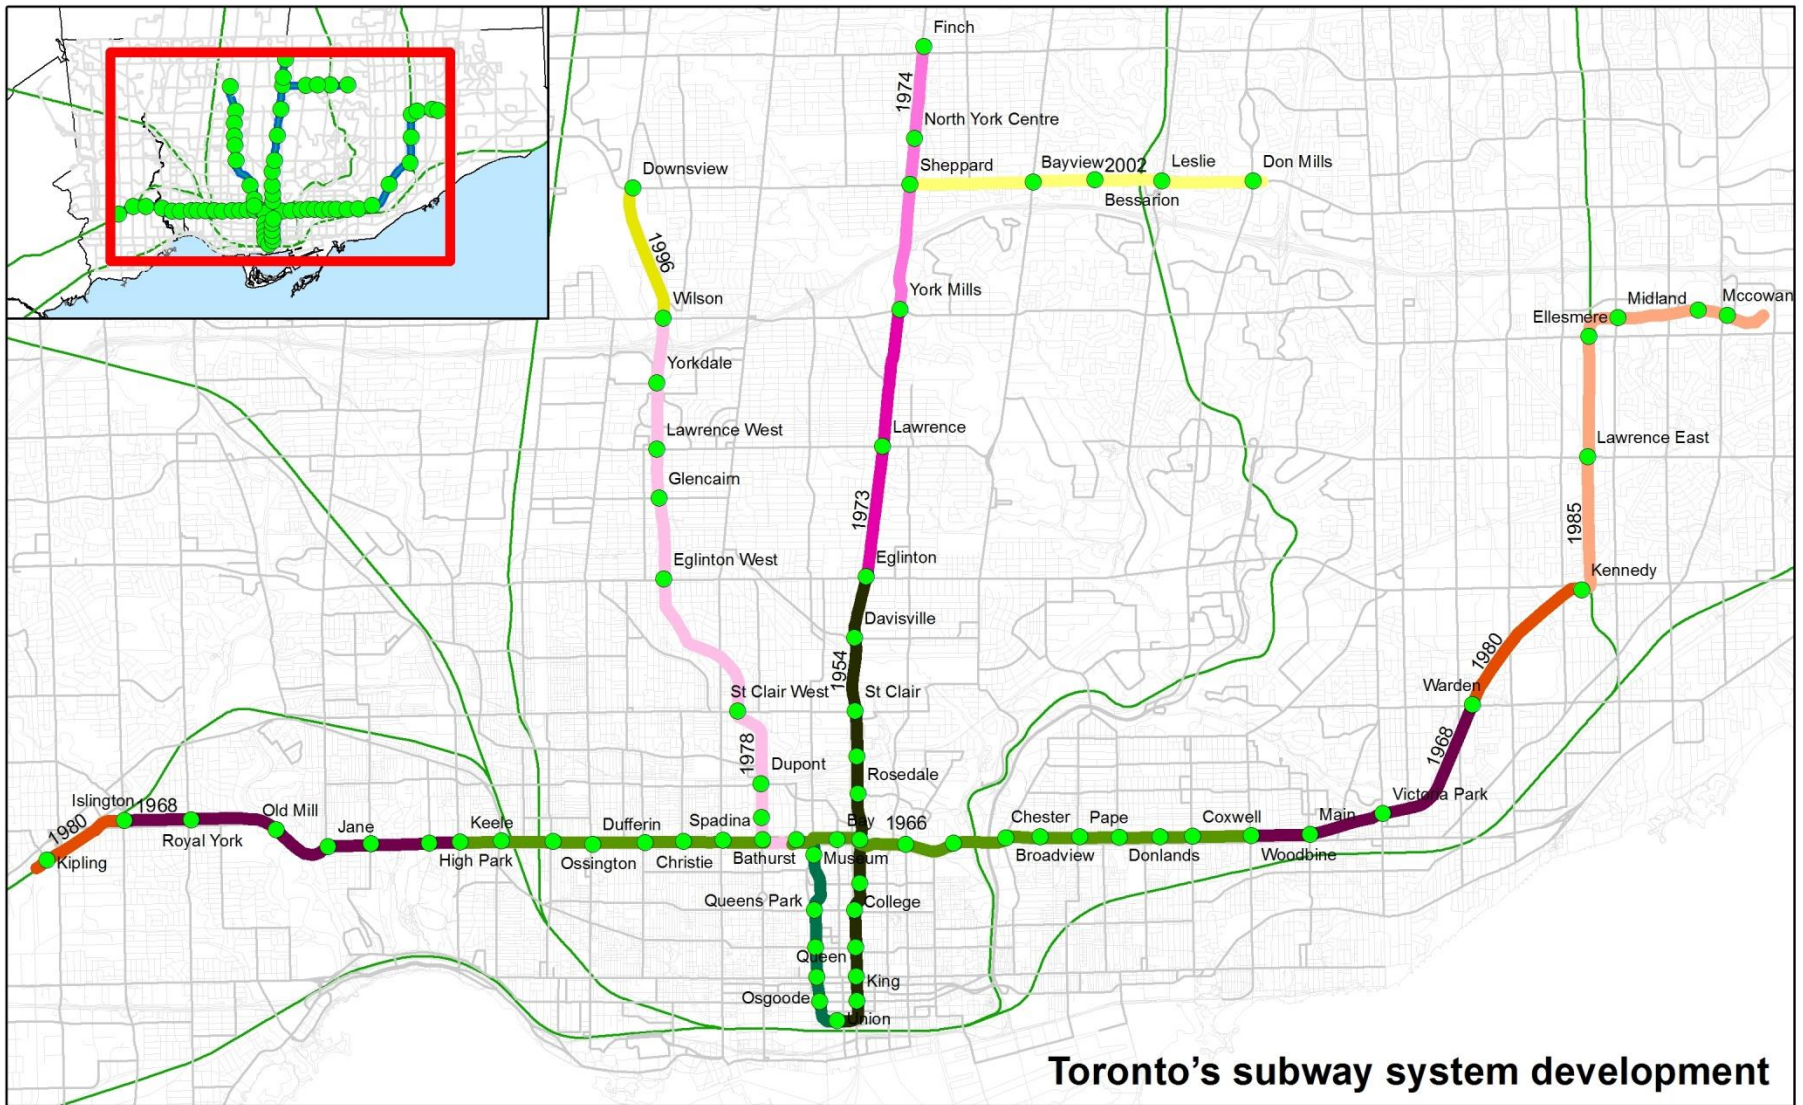 Finch
1974
North York Centre
Downsview
Sheppard
Bayview
2002
Leslie
Don Mills
Bessarion
1996
Wilson
York Mills
Ellesmere
Midland
Mccowan
Yorkdale
Lawrence West
Lawrence
Lawrence East
Glencairn
1973
1985
Eglinton West
Eglinton
Kennedy
Davisville
1954
1980
St Clair West
St Clair
Warden
1978
1968
Dupont
Rosedale
Victoria Park
Islington
1968
Old Mill
1980
Royal York
Jane
Keele
Dufferin
Spadina
Bay
1966
Chester
Pape
Coxwell
Main
Kipling
High Park
Ossington
Christie
Bathurst
Museum
Broadview
Donlands
Woodbine
Queens Park
College
Queen
King
Osgoode
Union
Toronto’s subway system development